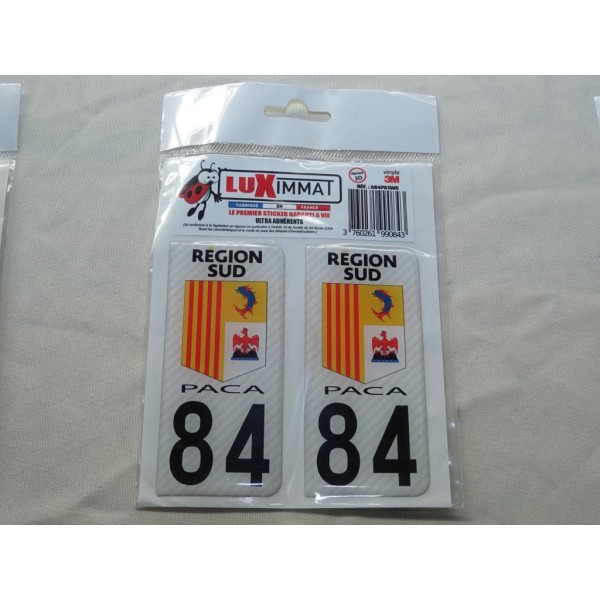 LUXIMMAT
FABRIQUÉ EN FRANCE
LE PREMIER STICKER GARANTI A VIE
ULTRA ADHÉRENTS
3D
vinyle
3M
3 760261 990843
REGION
SUD
PACA
84
REGION
SUD
PACA
84